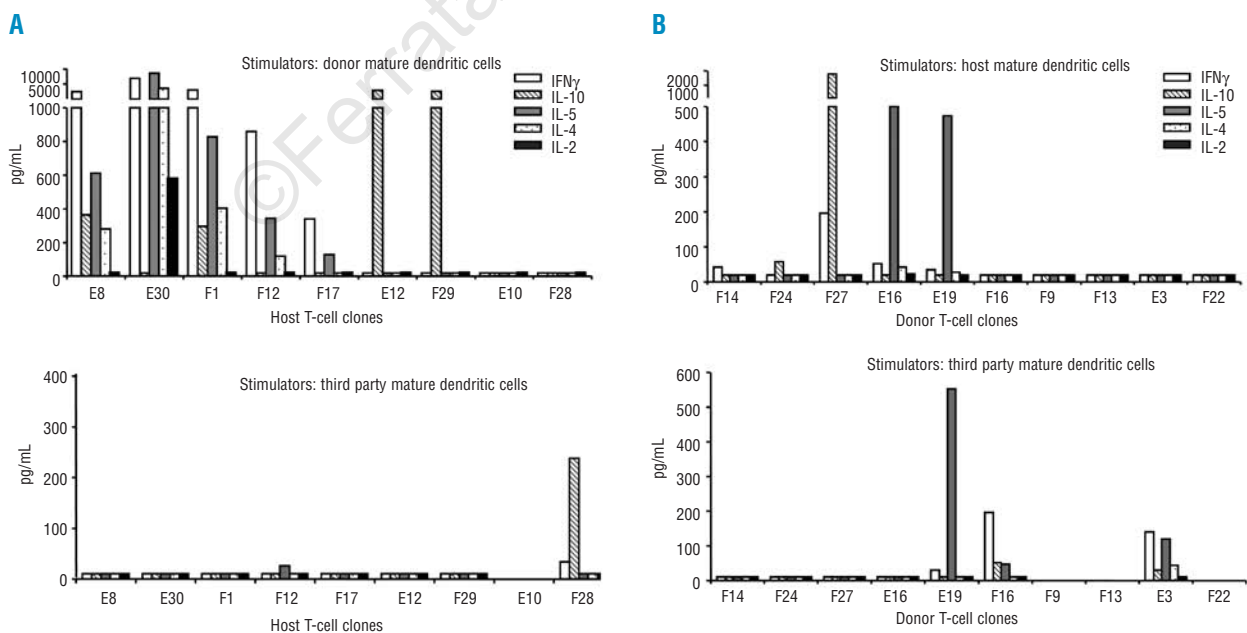 A
Stimulators: donor mature dendritic cells
IFNγ
IL-10
IL-5
IL-4
IL-2
10000
5000
1000
800
600
400
200
0
pg/mL
E8 E30 F1 F12 F17 E12 F29 E10 F28
Host T-cell clones
Stimulators: third party mature dendritic cells
400
300
200
100
0
pg/mL
E8 E30 F1 F12 F17 E12 F29 E10 F28
Host T-cell clones
B
Stimulators: host mature dendritic cells
IFNγ
IL-10
IL-5
IL-4
IL-2
2000
1000
500
400
300
200
100
0
pg/mL
F14 F24 F27 E16 E19 F16 F9 F13 E3 F22
Donor T-cell clones
Stimulators: third party mature dendritic cells
600
500
400
300
200
100
0
pg/mL
F14 F24 F27 E16 E19 F16 F9 F13 E3 F22
Donor T-cell clones
©Ferrata